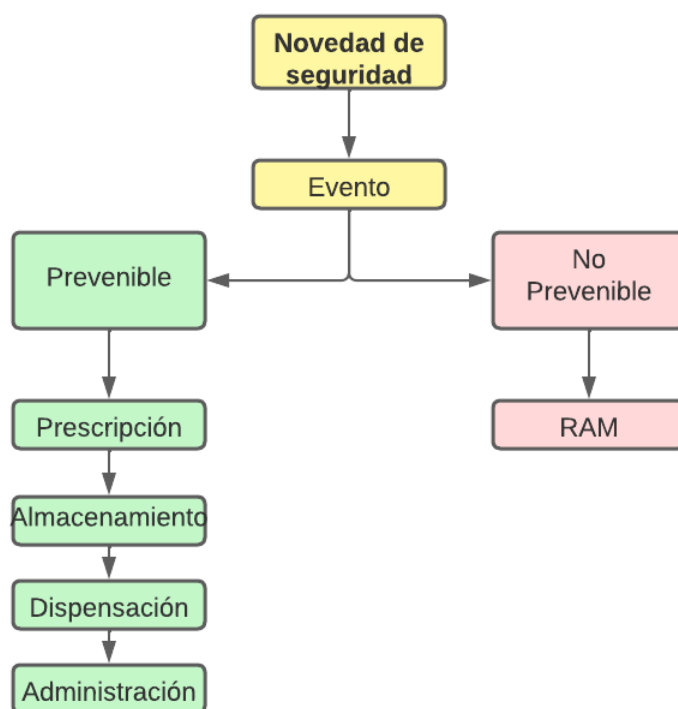 Novedad de
seguridad
Evento
Prevenible
No
Prevenible
Prescripción
RAM
Almacenamiento
Dispensación
Administración